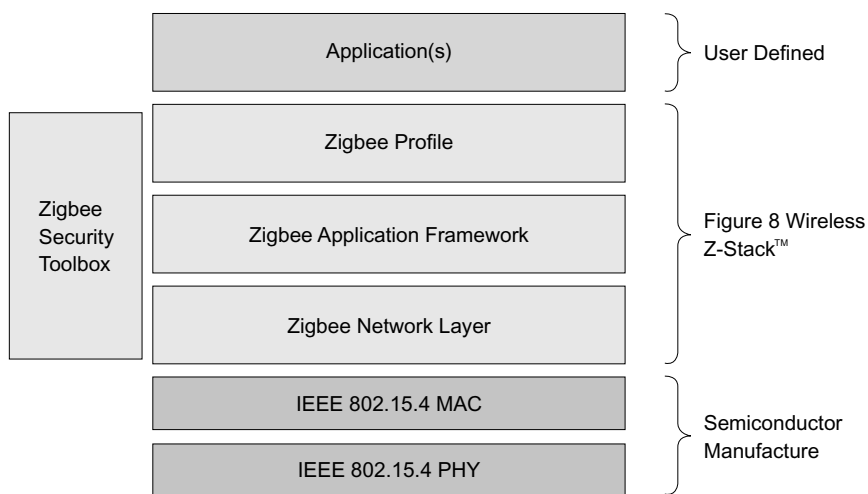 Application(s)
User Defined
Zigbee Profile
Zigbee
Security
Toolbox
Zigbee Application Framework
Figure 8 Wireless
Z-Stack™
Zigbee Network Layer
IEEE 802.15.4 MAC
Semiconductor
Manufacture
IEEE 802.15.4 PHY